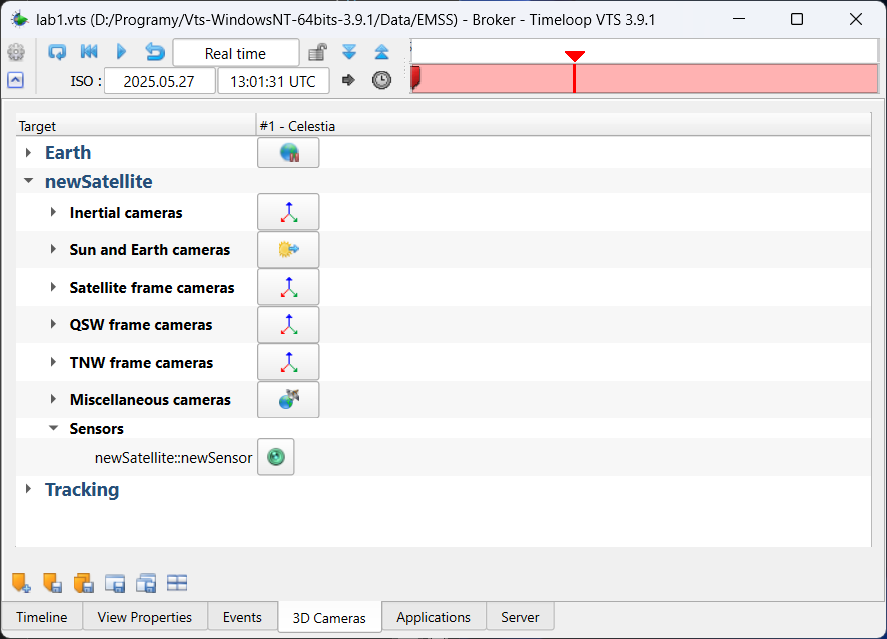 lab1.vts (D:/Programy/Vts-WindowsNT-64bits-3.9.1/Data/EMSS) - Broker - Timeloop VTS 3.9.1
Real time
ISO : 2025.05.27 13:01:31 UTC
Target #1 - Celestia
Earth
newSatellite
Inertial cameras
Sun and Earth cameras
Satellite frame cameras
QSW frame cameras
TNW frame cameras
Miscellaneous cameras
Sensors
newSatellite::newSensor
Tracking
Timeline View Properties Events 3D Cameras Applications Server